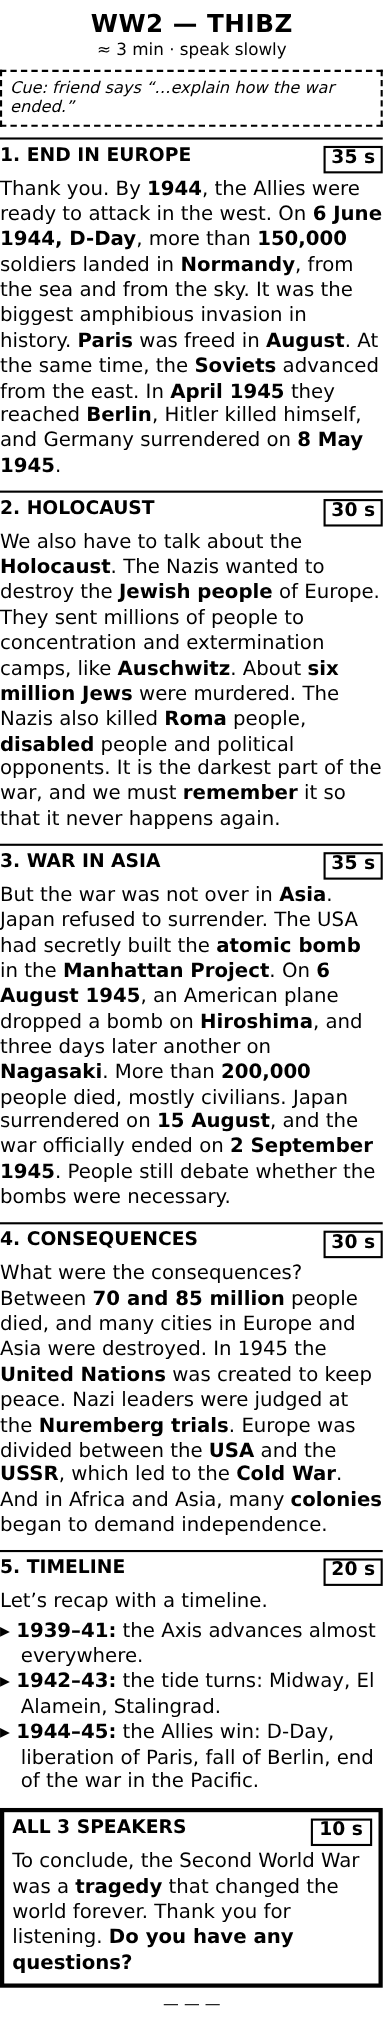 WW2 — THIBZ
≈ 3 min · speak slowly
Cue: friend says “…explain how the war
ended.”
1. END IN EUROPE 35 s
Thank you. By 1944, the Allies were
ready to attack in the west. On 6 June
1944, D-Day, more than 150,000
soldiers landed in Normandy, from
the sea and from the sky. It was the
biggest amphibious invasion in
history. Paris was freed in August. At
the same time, the Soviets advanced
from the east. In April 1945 they
reached Berlin, Hitler killed himself,
and Germany surrendered on 8 May
1945.
2. HOLOCAUST 30 s
We also have to talk about the
Holocaust. The Nazis wanted to
destroy the Jewish people of Europe.
They sent millions of people to
concentration and extermination
camps, like Auschwitz. About six
million Jews were murdered. The
Nazis also killed Roma people,
disabled people and political
opponents. It is the darkest part of the
war, and we must remember it so
that it never happens again.
3. WAR IN ASIA 35 s
But the war was not over in Asia.
Japan refused to surrender. The USA
had secretly built the atomic bomb
in the Manhattan Project. On 6
August 1945, an American plane
dropped a bomb on Hiroshima, and
three days later another on
Nagasaki. More than 200,000
people died, mostly civilians. Japan
surrendered on 15 August, and the
war officially ended on 2 September
1945. People still debate whether the
bombs were necessary.
4. CONSEQUENCES 30 s
What were the consequences?
Between 70 and 85 million people
died, and many cities in Europe and
Asia were destroyed. In 1945 the
United Nations was created to keep
peace. Nazi leaders were judged at
the Nuremberg trials. Europe was
divided between the USA and the
USSR, which led to the Cold War.
And in Africa and Asia, many colonies
began to demand independence.
5. TIMELINE 20 s
Let’s recap with a timeline.
▸ 1939–41: the Axis advances almost
everywhere.
▸ 1942–43: the tide turns: Midway, El
Alamein, Stalingrad.
▸ 1944–45: the Allies win: D-Day,
liberation of Paris, fall of Berlin, end
of the war in the Pacific.
ALL 3 SPEAKERS 10 s
To conclude, the Second World War
was a tragedy that changed the
world forever. Thank you for
listening. Do you have any
questions?
— — —